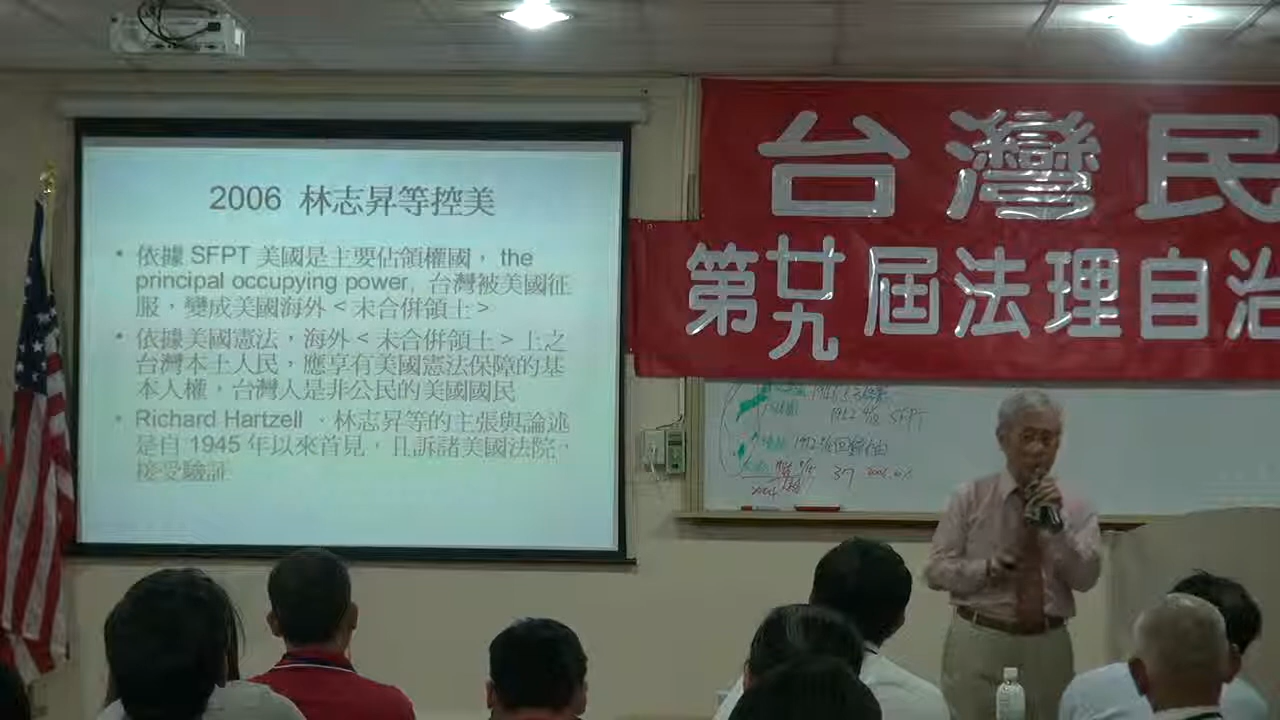 2006 林志昇等控美
• 依據 SFPT 美國是主要佔領權國， the
principal occupying power, 台灣被美國征
服，變成美國海外<未合併領土>
• 依據美國憲法，海外<未合併領土>上之
台灣本土人民，應享有美國憲法保障的基
本人權，台灣人是非公民的美國國民
• Richard Hartzell 、林志昇等的主張與論述
是自 1945 年以來首見，且訴諸美國法院，
接受驗証
台灣民
第廿九屆法理自治
SFPT